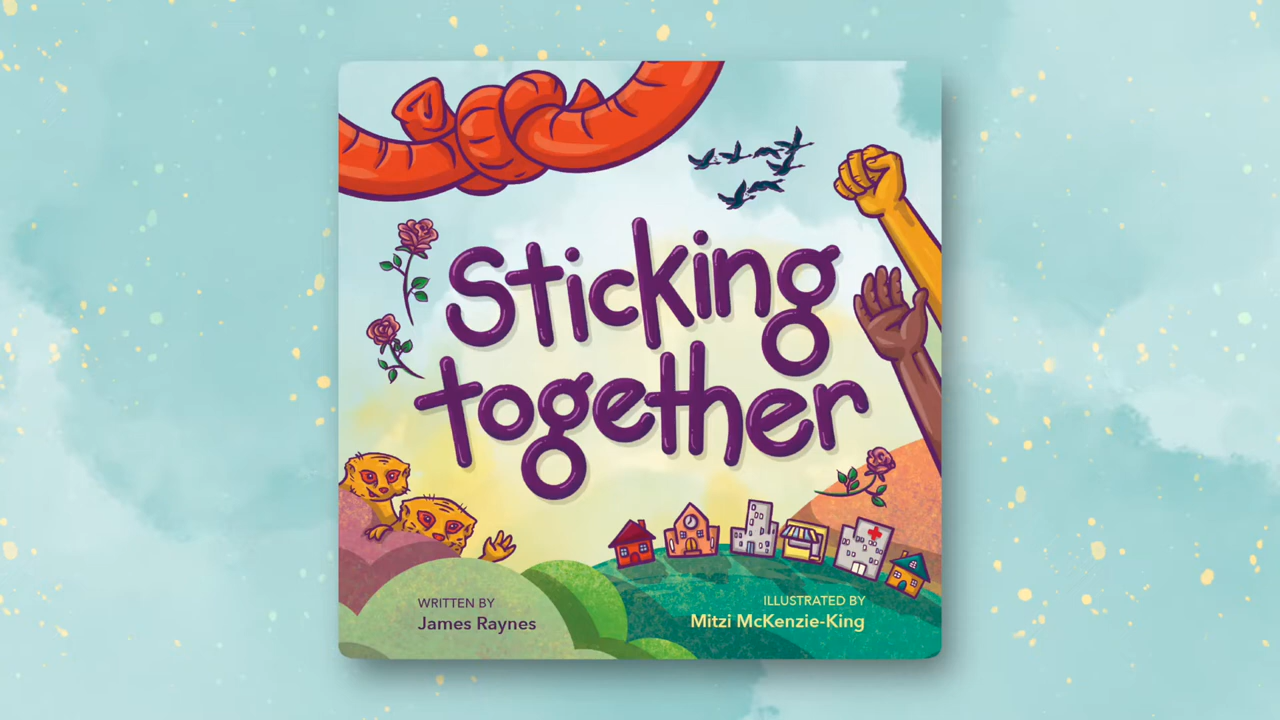 Sticking
together
WRITTEN BY
James Raynes
ILLUSTRATED BY
Mitzi McKenzie-King